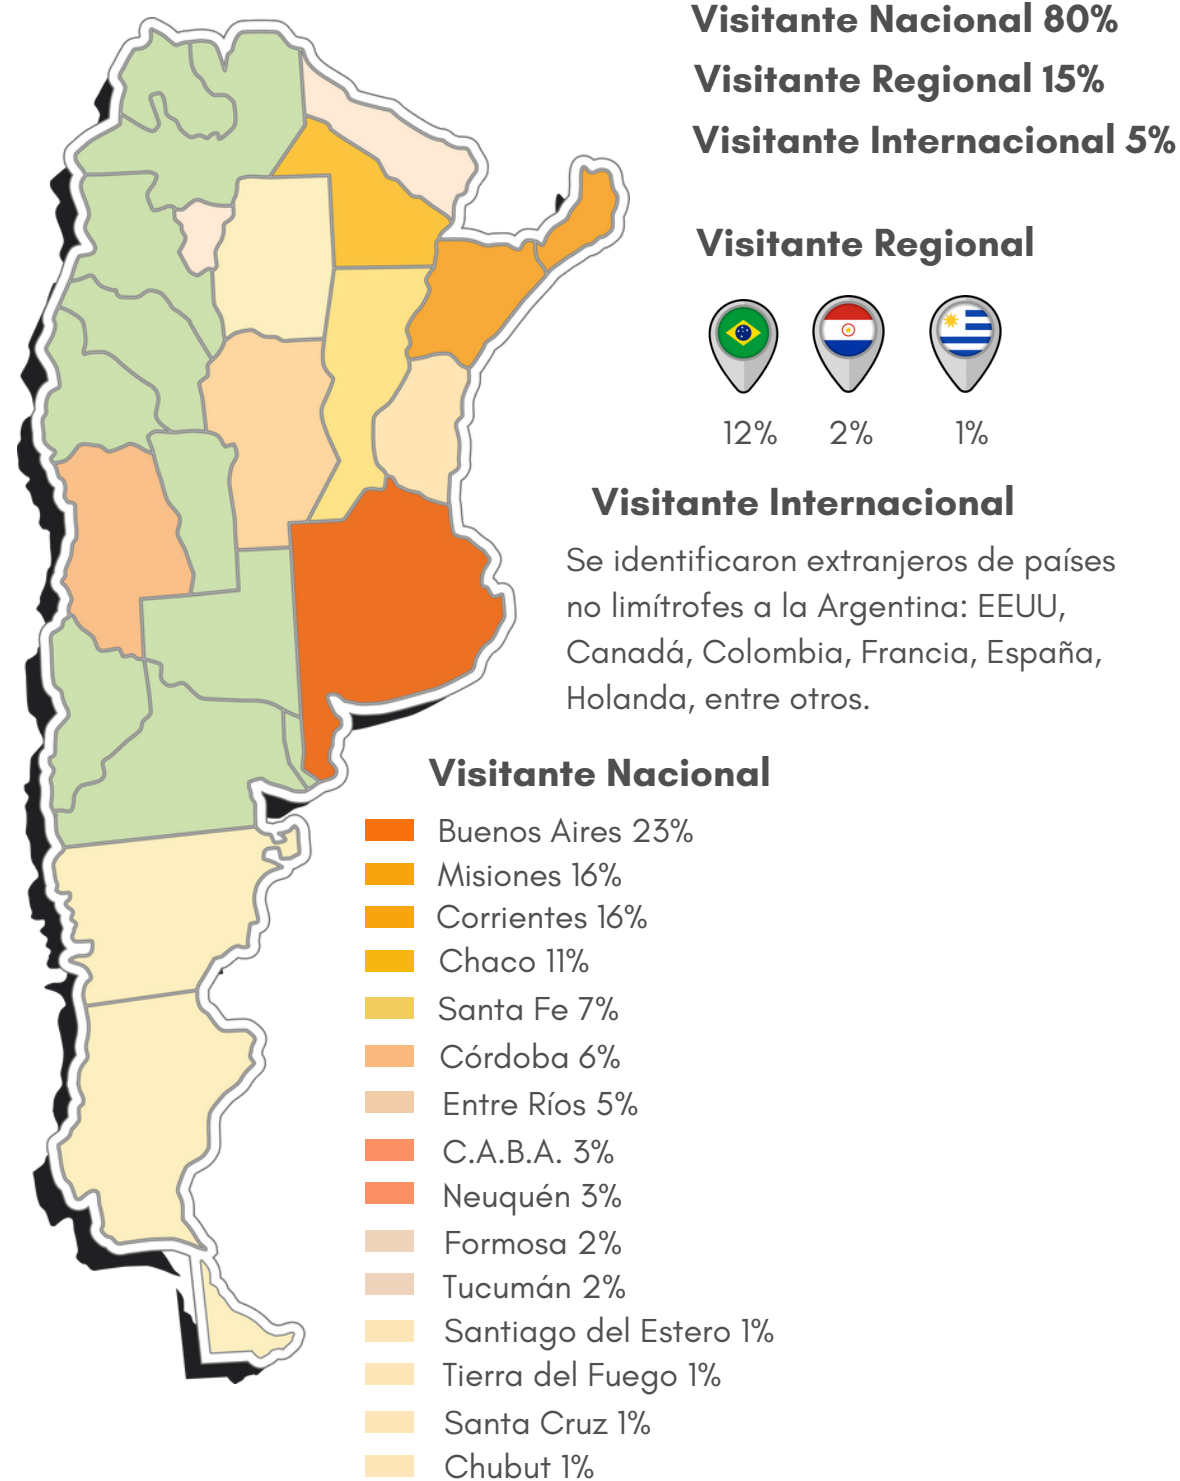 Visitante Nacional 80%
Visitante Regional 15%
Visitante Internacional 5%
Visitante Regional
12% 2% 1%
Visitante Internacional
Se identificaron extranjeros de países
no limítrofes a la Argentina: EEUU,
Canadá, Colombia, Francia, España,
Holanda, entre otros.
Visitante Nacional
Buenos Aires 23%
Misiones 16%
Corrientes 16%
Chaco 11%
Santa Fe 7%
Córdoba 6%
Entre Ríos 5%
C.A.B.A. 3%
Neuquén 3%
Formosa 2%
Tucumán 2%
Santiago del Estero 1%
Tierra del Fuego 1%
Santa Cruz 1%
Chubut 1%